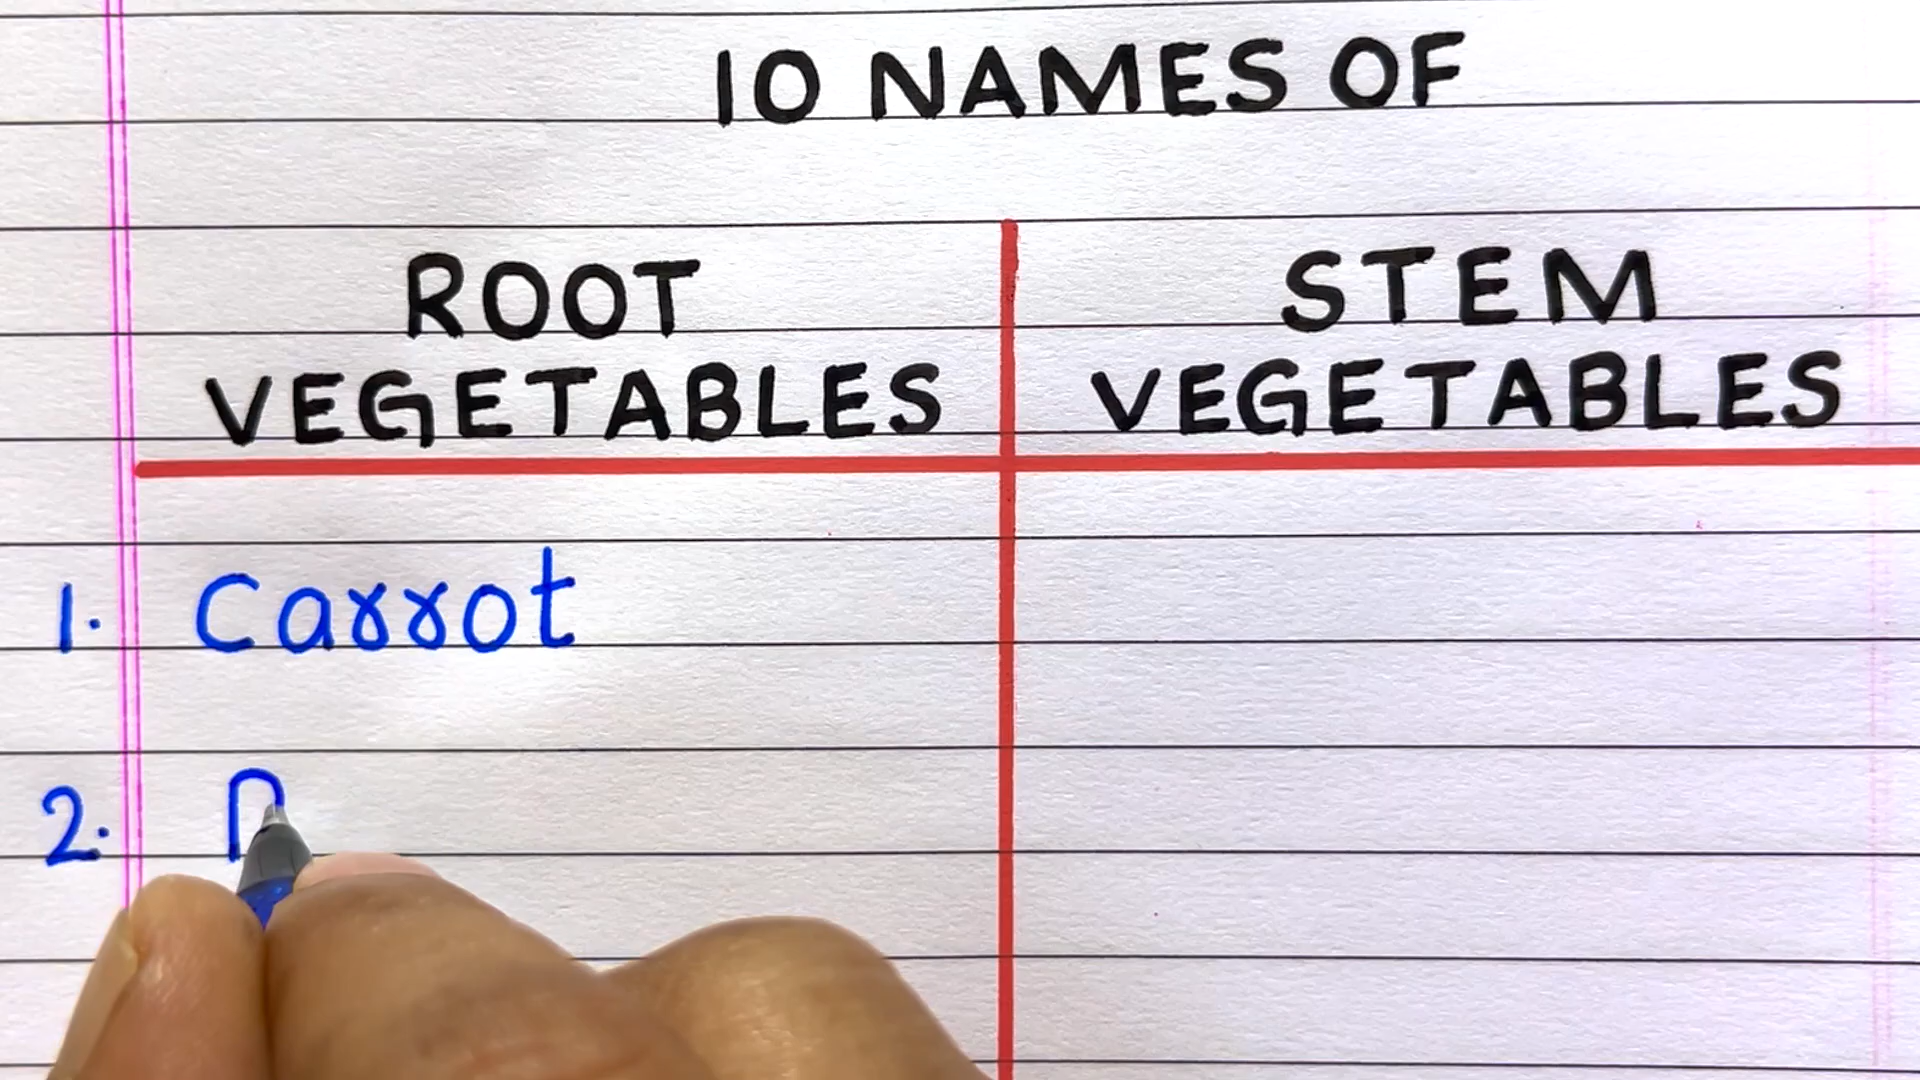 10 NAMES OF
ROOT
VEGETABLES
STEM
VEGETABLES
1. Carrot
2.